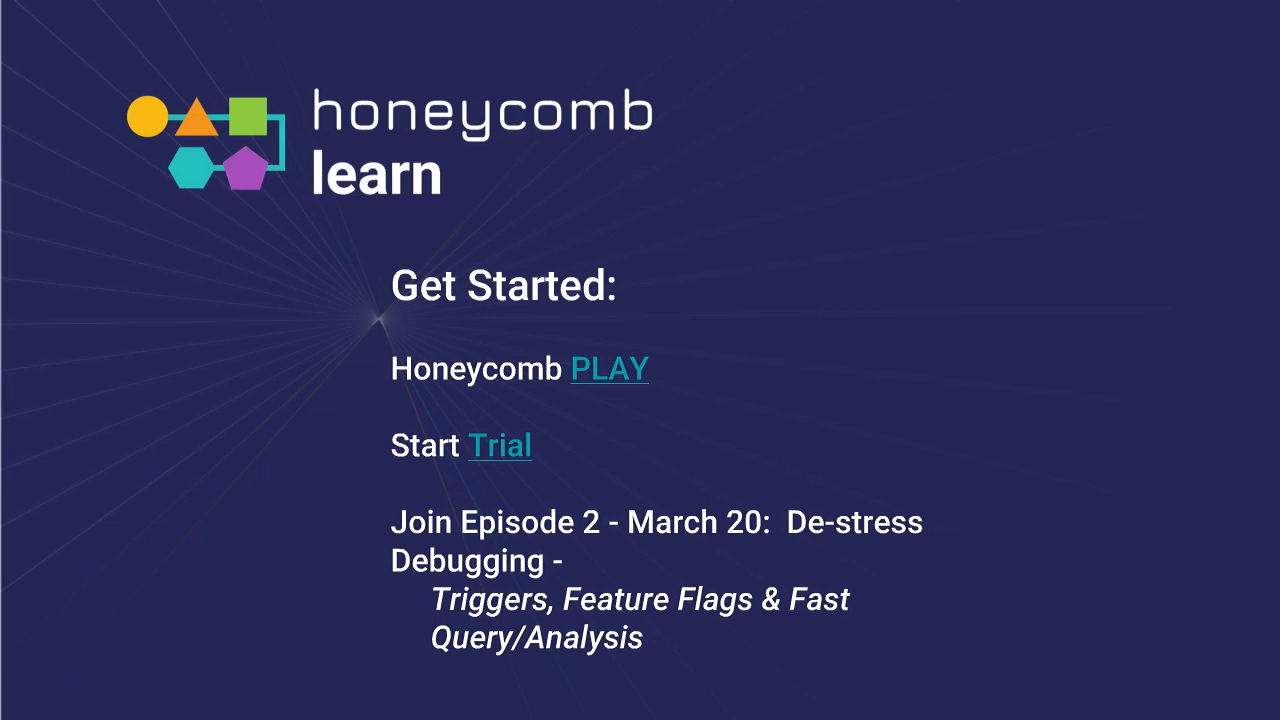 honeycomb
learn
Get Started:
Honeycomb PLAY
Start Trial
Join Episode 2 - March 20:  De-stress
Debugging -
Triggers, Feature Flags & Fast
Query/Analysis